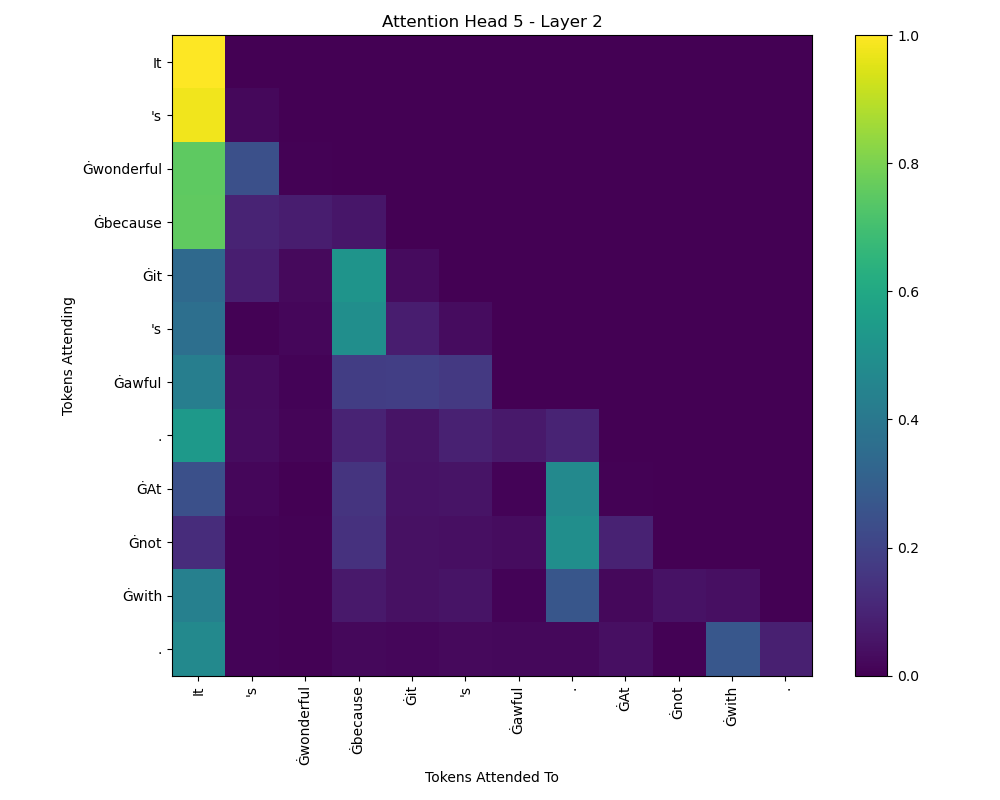 Attention Head 5 - Layer 2
It
's
Ġwonderful
Ġbecause
Ġit
's
Ġawful
.
ĠAt
Ġnot
Ġwith
.
Tokens Attending
It
's
Ġwonderful
Ġbecause
Ġit
's
Ġawful
.
ĠAt
Ġnot
Ġwith
.
Tokens Attended To
1.0
0.8
0.6
0.4
0.2
0.0